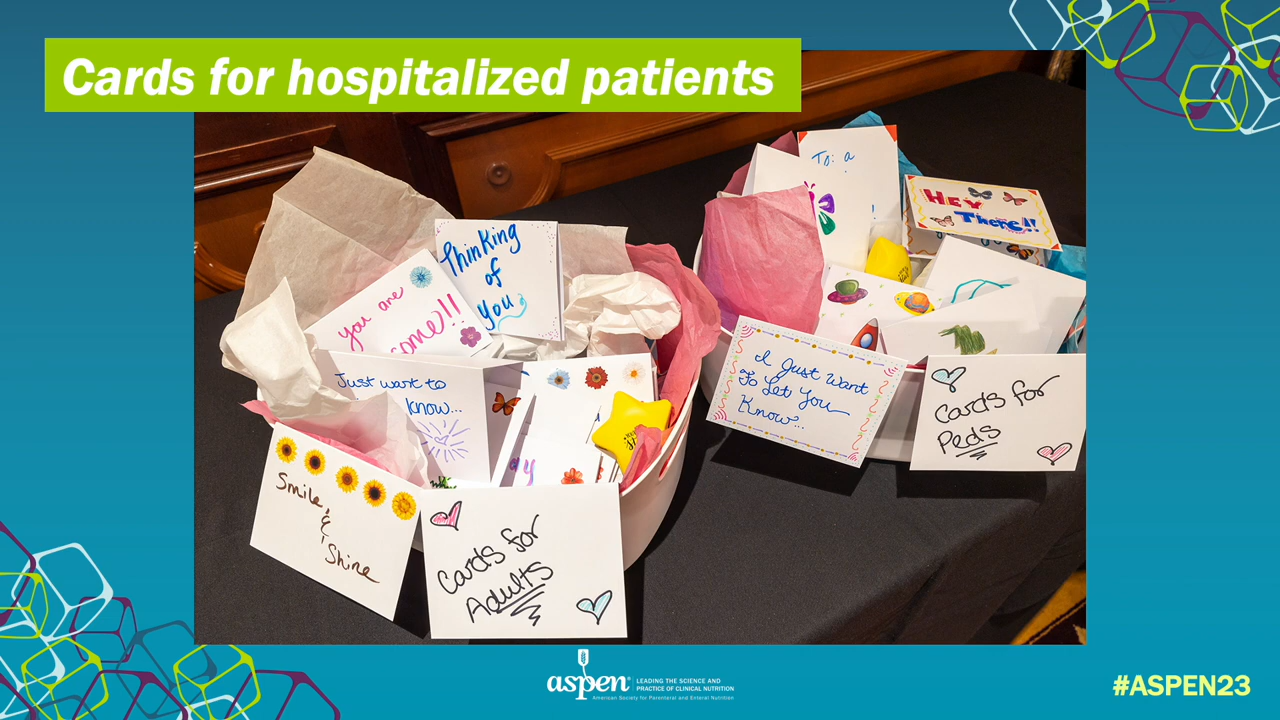 Cards for hospitalized patients
To: a
HEY
There!!
Thinking
of
You
you are
Just want to
know...
I Just Want
To Let You
Know...
Cards for
Peds
Smile
&
Shine
Cards for
Adults
aspen®
LEADING THE SCIENCE AND
PRACTICE OF CLINICAL NUTRITION
American Society for Parenteral and Enteral Nutrition
#ASPEN23